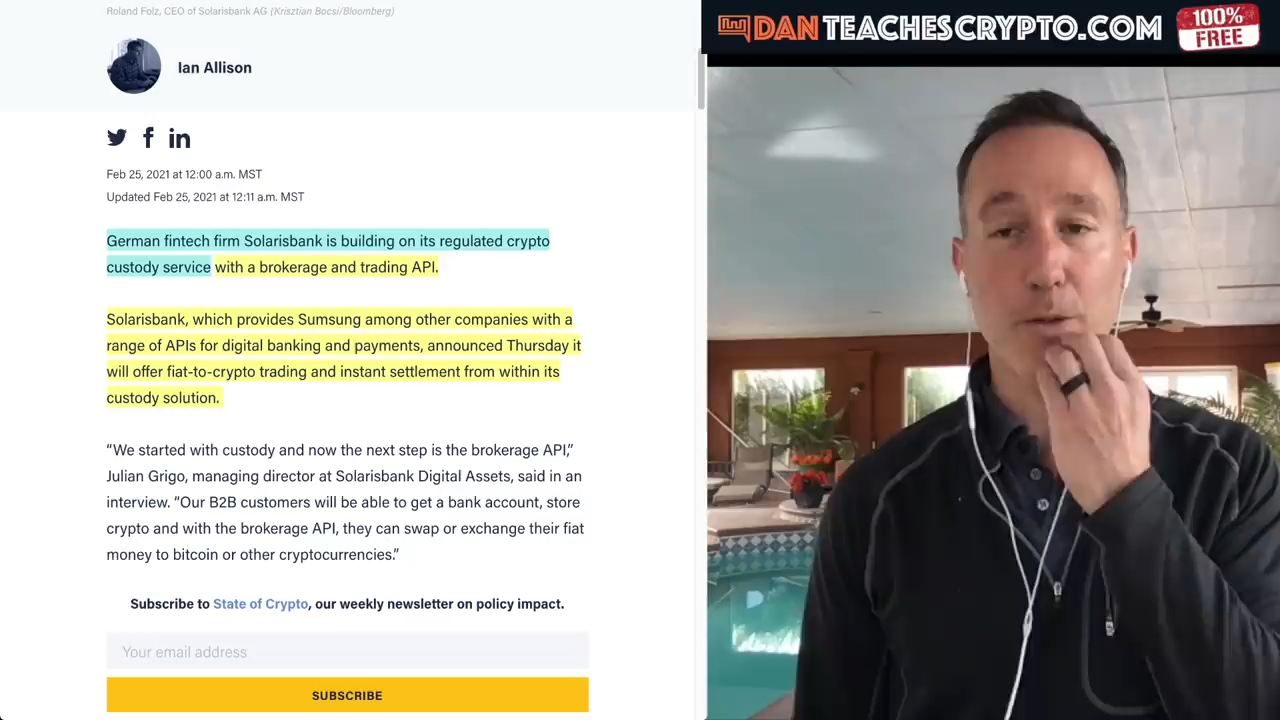 Roland Folz, CEO of Solarisbank AG (Krisztian Bocsi/Bloomberg)
Ian Allison
Feb 25, 2021 at 12:00 a.m. MST
Updated Feb 25, 2021 at 12:11 a.m. MST
German fintech firm Solarisbank is building on its regulated crypto
custody service with a brokerage and trading API.
Solarisbank, which provides Sumsung among other companies with a
range of APIs for digital banking and payments, announced Thursday it
will offer fiat-to-crypto trading and instant settlement from within its
custody solution.
“We started with custody and now the next step is the brokerage API,”
Julian Grigo, managing director at Solarisbank Digital Assets, said in an
interview. “Our B2B customers will be able to get a bank account, store
crypto and with the brokerage API, they can swap or exchange their fiat
money to bitcoin or other cryptocurrencies.”
Subscribe to State of Crypto, our weekly newsletter on policy impact.
Your email address
SUBSCRIBE
DANTEACHESCRYPTO.COM
100%
FREE